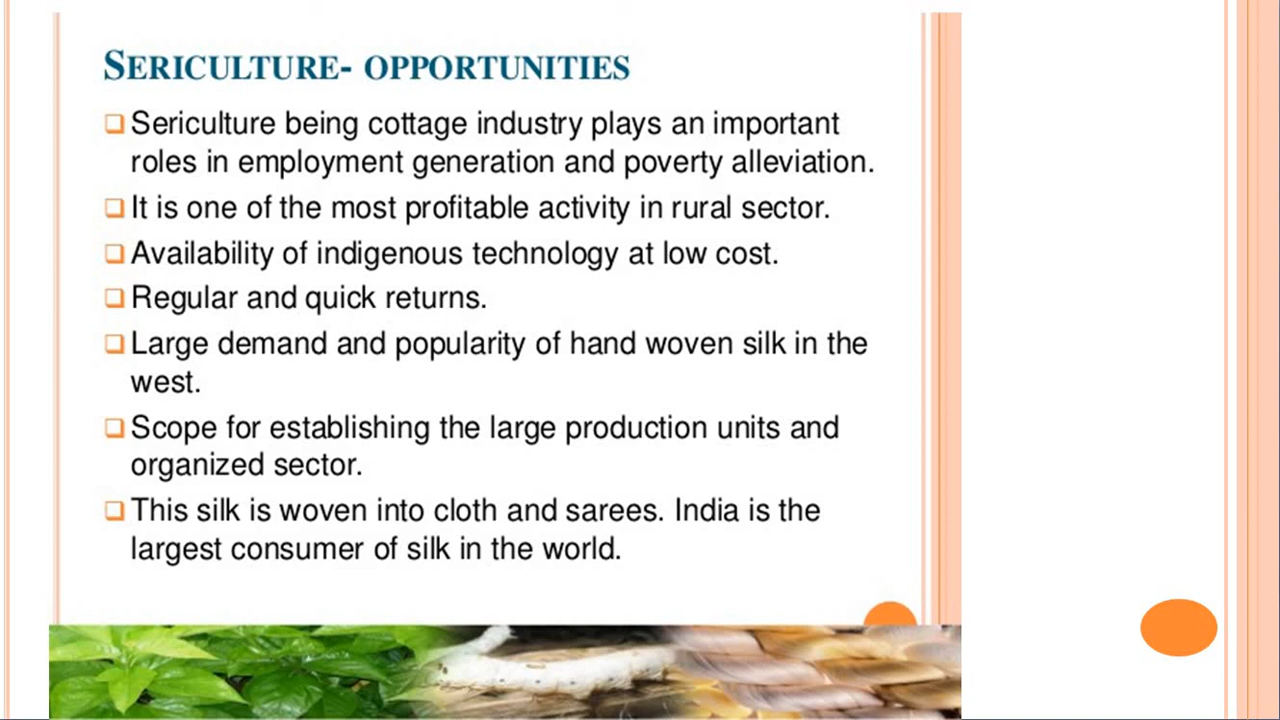 SERICULTURE- OPPORTUNITIES
Sericulture being cottage industry plays an important
roles in employment generation and poverty alleviation.
It is one of the most profitable activity in rural sector.
Availability of indigenous technology at low cost.
Regular and quick returns.
Large demand and popularity of hand woven silk in the
west.
Scope for establishing the large production units and
organized sector.
This silk is woven into cloth and sarees. India is the
largest consumer of silk in the world.